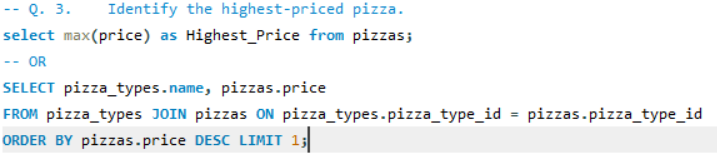 -- Q. 3.    Identify the highest-priced pizza.
select max(price) as Highest_Price from pizzas;
-- OR
SELECT pizza_types.name, pizzas.price
FROM pizza_types JOIN pizzas ON pizza_types.pizza_type_id = pizzas.pizza_type_id
ORDER BY pizzas.price DESC LIMIT 1;